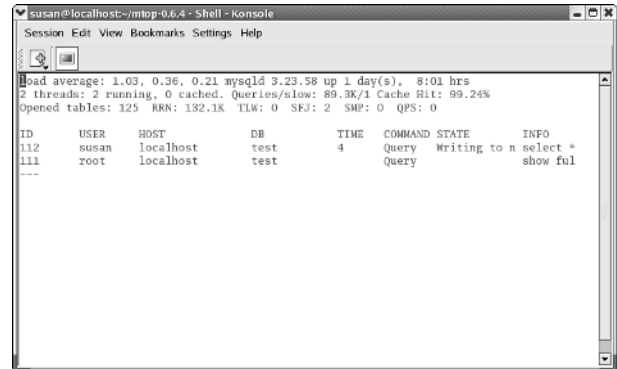 susan@localhost:~/mtop-0.6.4 - Shell - Konsole
Session Edit View Bookmarks Settings Help
load average: 1.03, 0.36, 0.21 mysqld 3.23.58 up 1 day(s), 8:01 hrs
2 threads: 2 running, 0 cached. Queries/slow: 89.3K/1 Cache Hit: 99.24%
Opened tables: 125 RRN: 132.1K TLW: 0 SFJ: 2 SMP: 0 QPS: 0
ID USER HOST DB TIME COMMAND STATE INFO
112 susan localhost test 4 Query Writing to n select *
111 root localhost test Query show ful
---